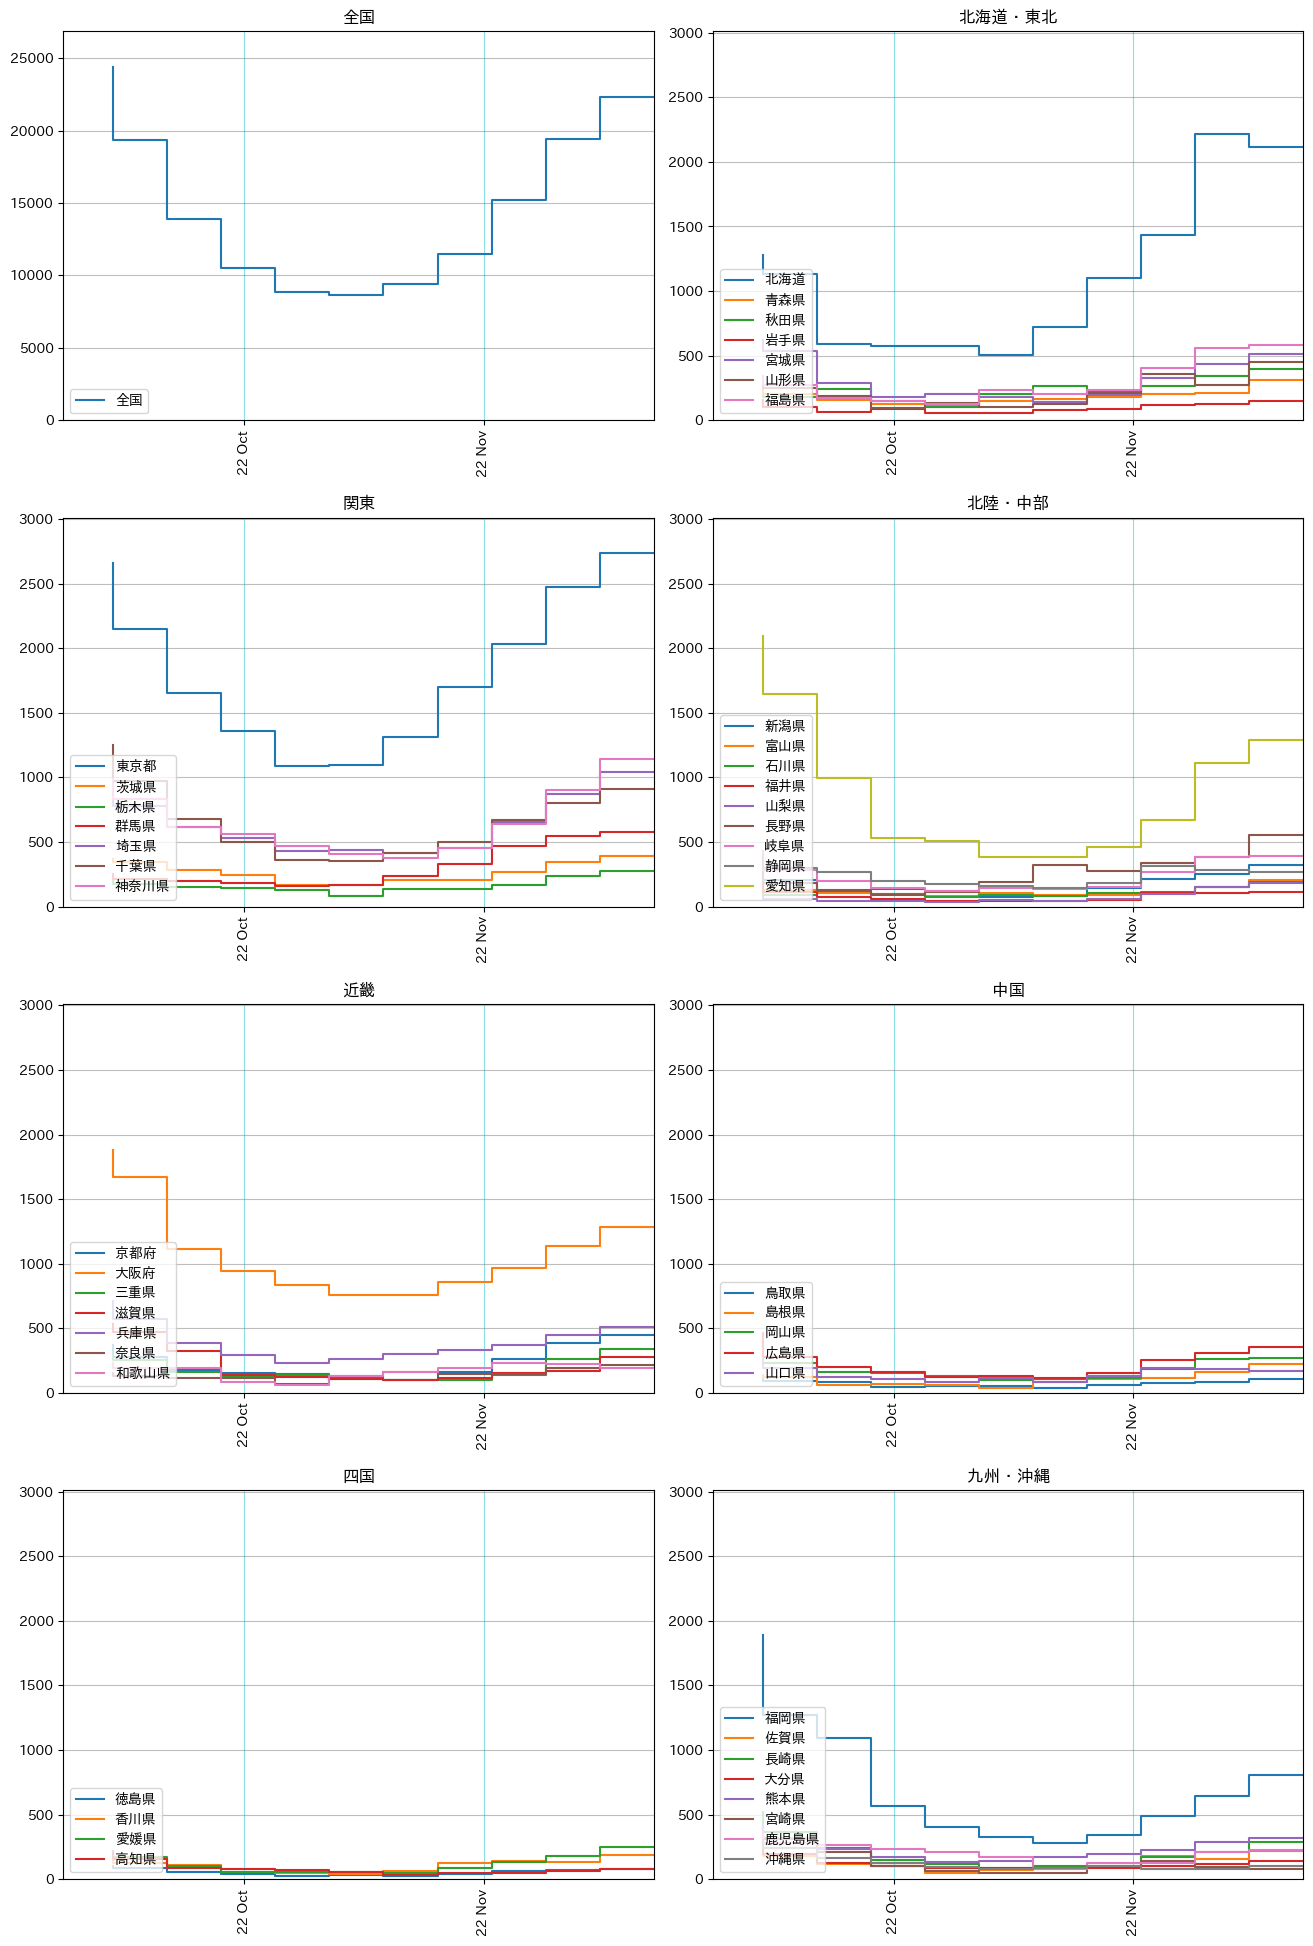 全国
25000
20000
15000
10000
5000
0
全国
22 Oct
22 Nov
北海道・東北
3000
2500
2000
1500
1000
500
0
北海道
青森県
秋田県
岩手県
宮城県
山形県
福島県
22 Oct
22 Nov
関東
3000
2500
2000
1500
1000
500
0
東京都
茨城県
栃木県
群馬県
埼玉県
千葉県
神奈川県
22 Oct
22 Nov
北陸・中部
3000
2500
2000
1500
1000
500
0
新潟県
富山県
石川県
福井県
山梨県
長野県
岐阜県
静岡県
愛知県
22 Oct
22 Nov
近畿
3000
2500
2000
1500
1000
500
0
京都府
大阪府
三重県
滋賀県
兵庫県
奈良県
和歌山県
22 Oct
22 Nov
中国
3000
2500
2000
1500
1000
500
0
鳥取県
島根県
岡山県
広島県
山口県
22 Oct
22 Nov
四国
3000
2500
2000
1500
1000
500
0
徳島県
香川県
愛媛県
高知県
22 Oct
22 Nov
九州・沖縄
3000
2500
2000
1500
1000
500
0
福岡県
佐賀県
長崎県
大分県
熊本県
宮崎県
鹿児島県
沖縄県
22 Oct
22 Nov